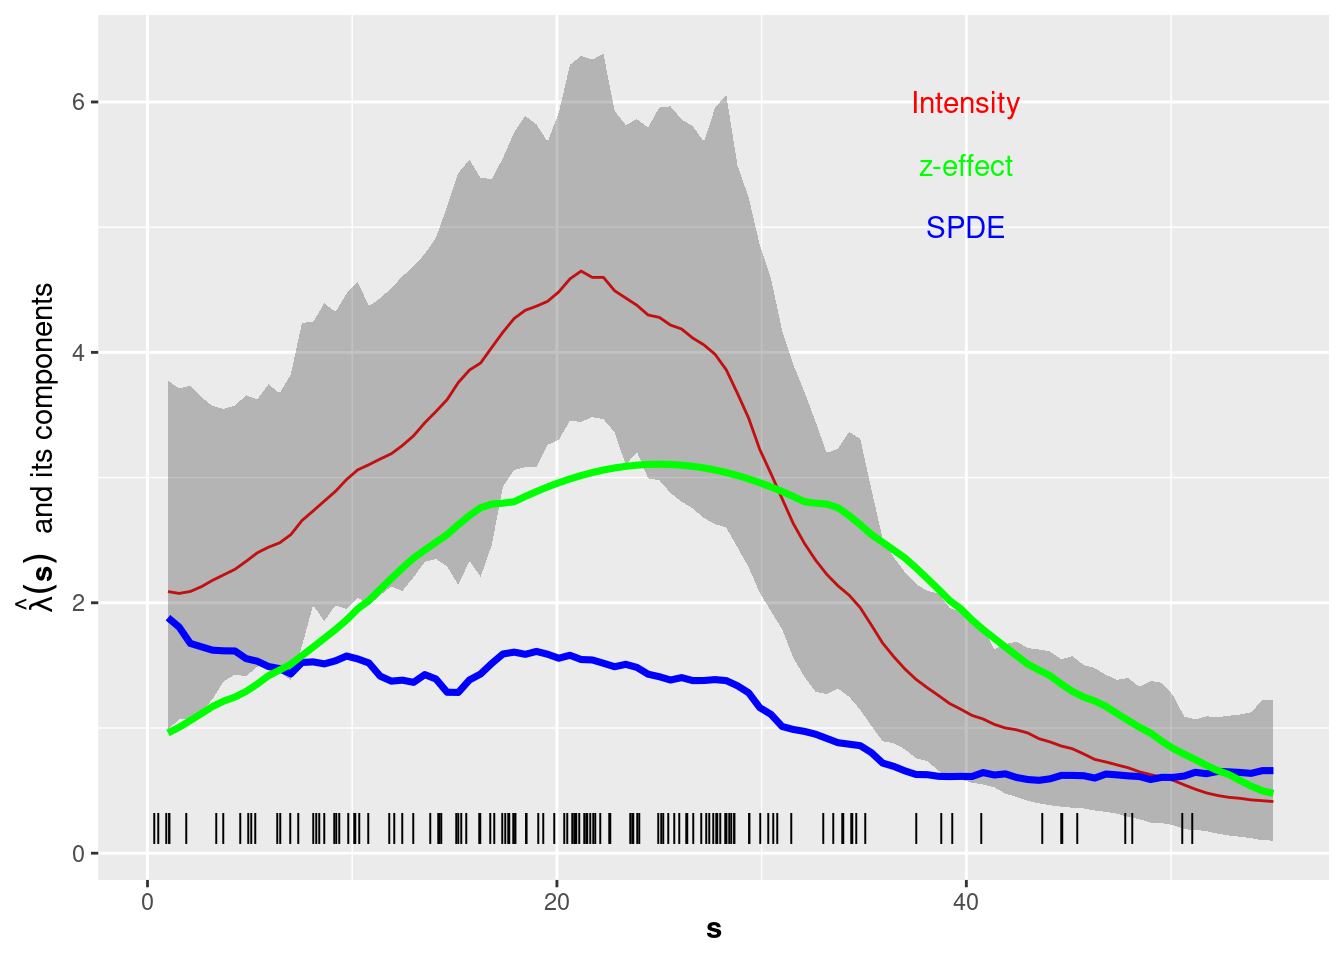 Intensity
z-effect
SPDE
λ̂(s) and its components
6
4
2
0
0 20 40
s